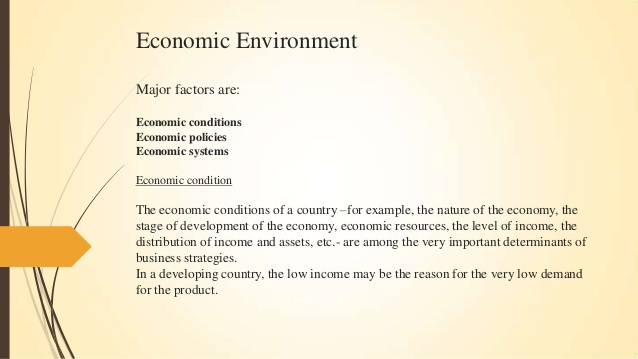 Economic Environment
Major factors are:
Economic conditions
Economic policies
Economic systems
Economic condition
The economic conditions of a country –for example, the nature of the economy, the
stage of development of the economy, economic resources, the level of income, the
distribution of income and assets, etc.- are among the very important determinants of
business strategies.
In a developing country, the low income may be the reason for the very low demand
for the product.